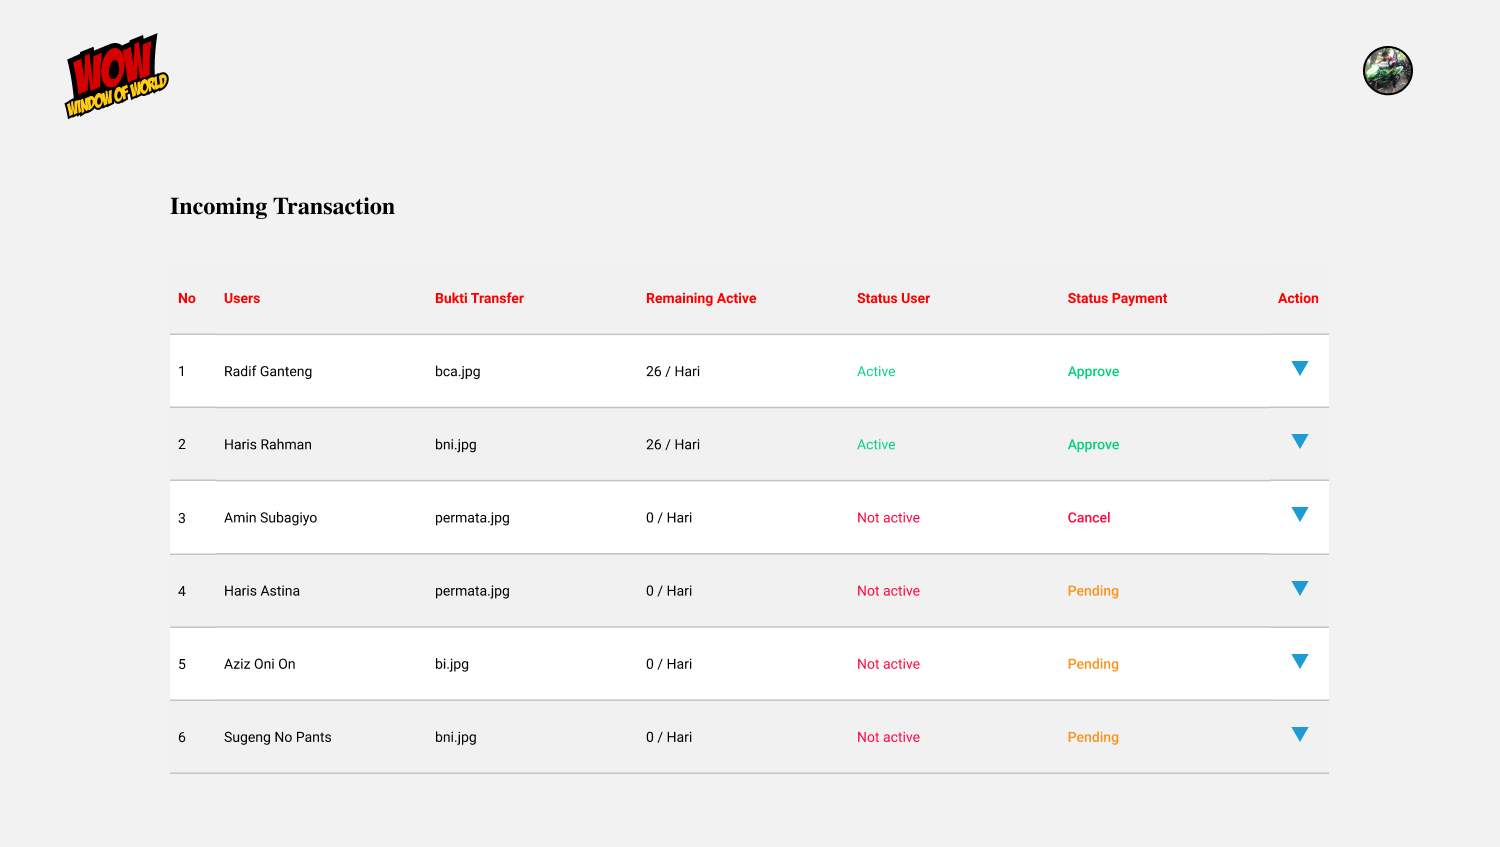 WOW
WINDOW OF WORLD
Incoming Transaction
No Users Bukti Transfer Remaining Active Status User Status Payment Action
1 Radif Ganteng bca.jpg 26 / Hari Active Approve
2 Haris Rahman bni.jpg 26 / Hari Active Approve
3 Amin Subagiyo permata.jpg 0 / Hari Not active Cancel
4 Haris Astina permata.jpg 0 / Hari Not active Pending
5 Aziz Oni On bi.jpg 0 / Hari Not active Pending
6 Sugeng No Pants bni.jpg 0 / Hari Not active Pending